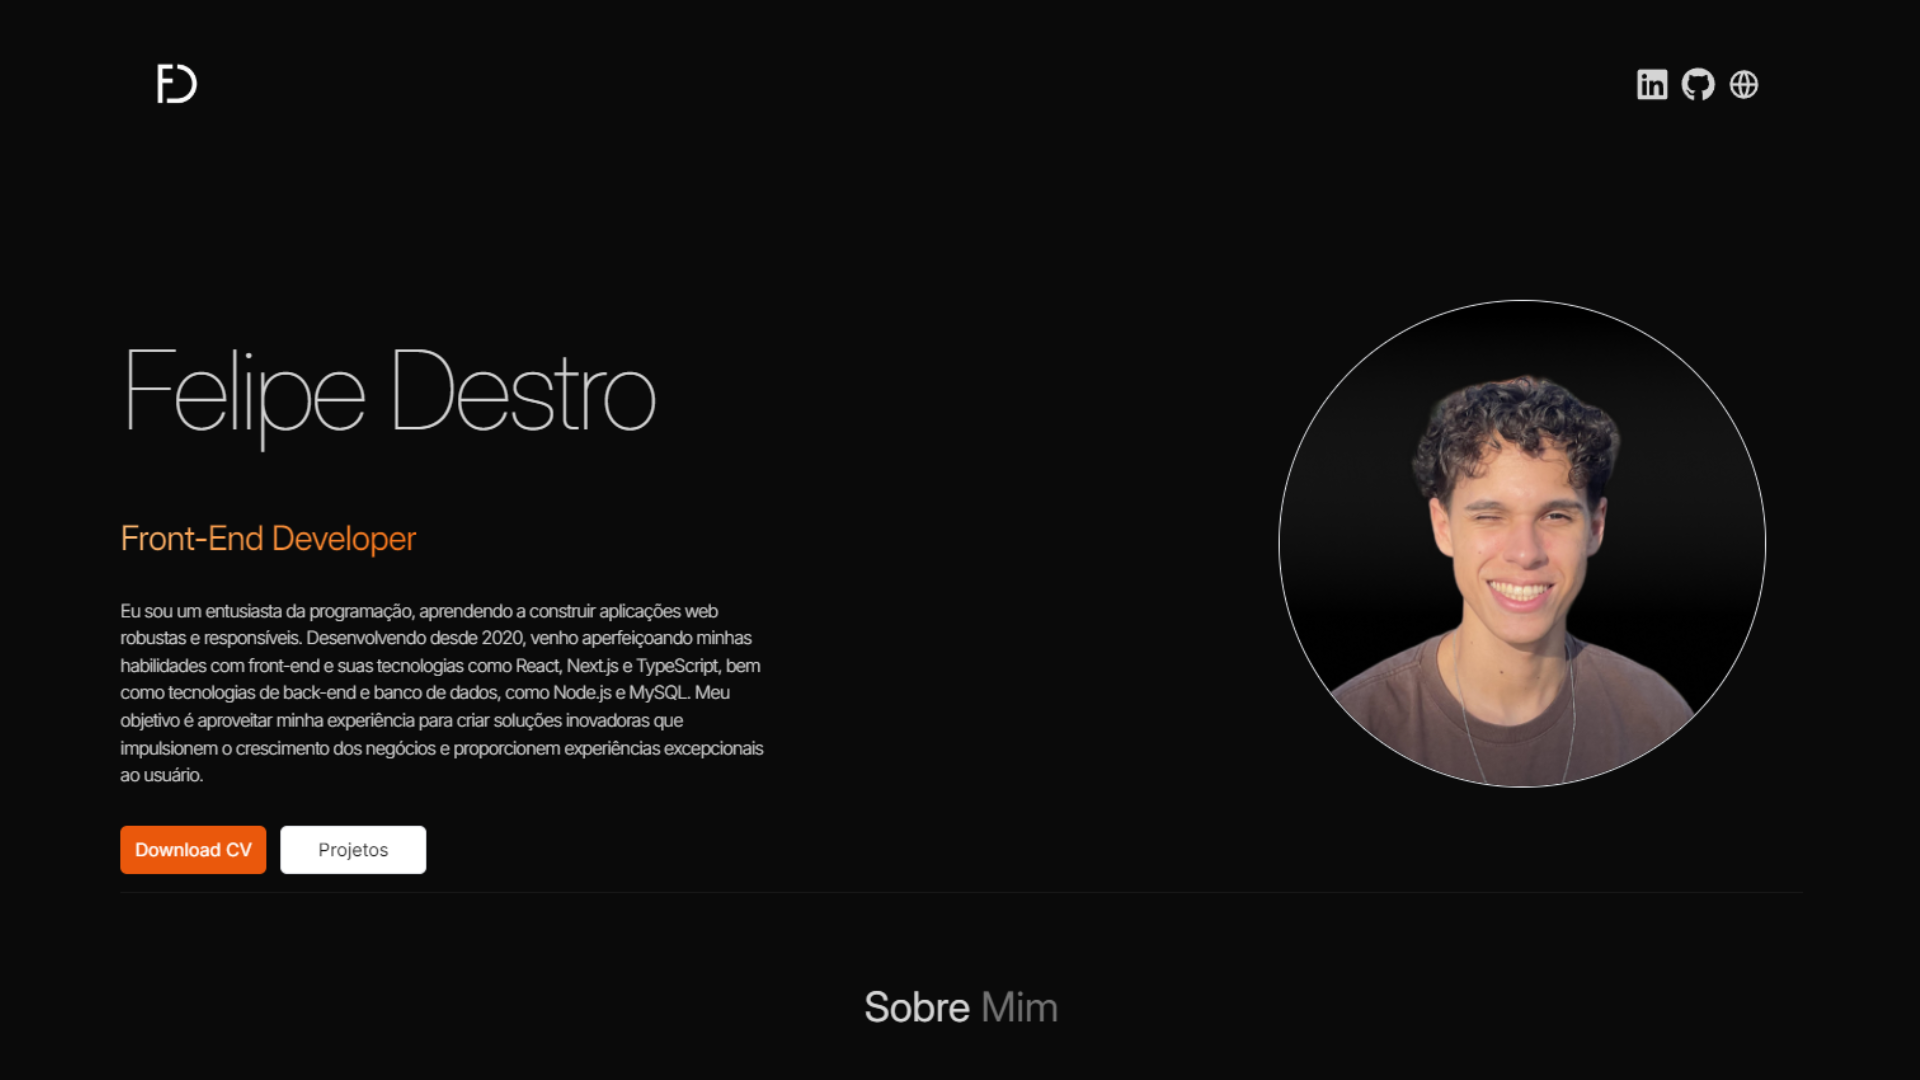 FD
in
Felipe Destro
Front-End Developer
Eu sou um entusiasta da programação, aprendendo a construir aplicações web
robustas e responsíveis. Desenvolvendo desde 2020, venho aperfeiçoando minhas
habilidades com front-end e suas tecnologias como React, Next.js e TypeScript, bem
como tecnologias de back-end e banco de dados, como Node.js e MySQL. Meu
objetivo é aproveitar minha experiência para criar soluções inovadoras que
impulsionem o crescimento dos negócios e proporcionem experiências excepcionais
ao usuário.
Download CV Projetos
Sobre Mim